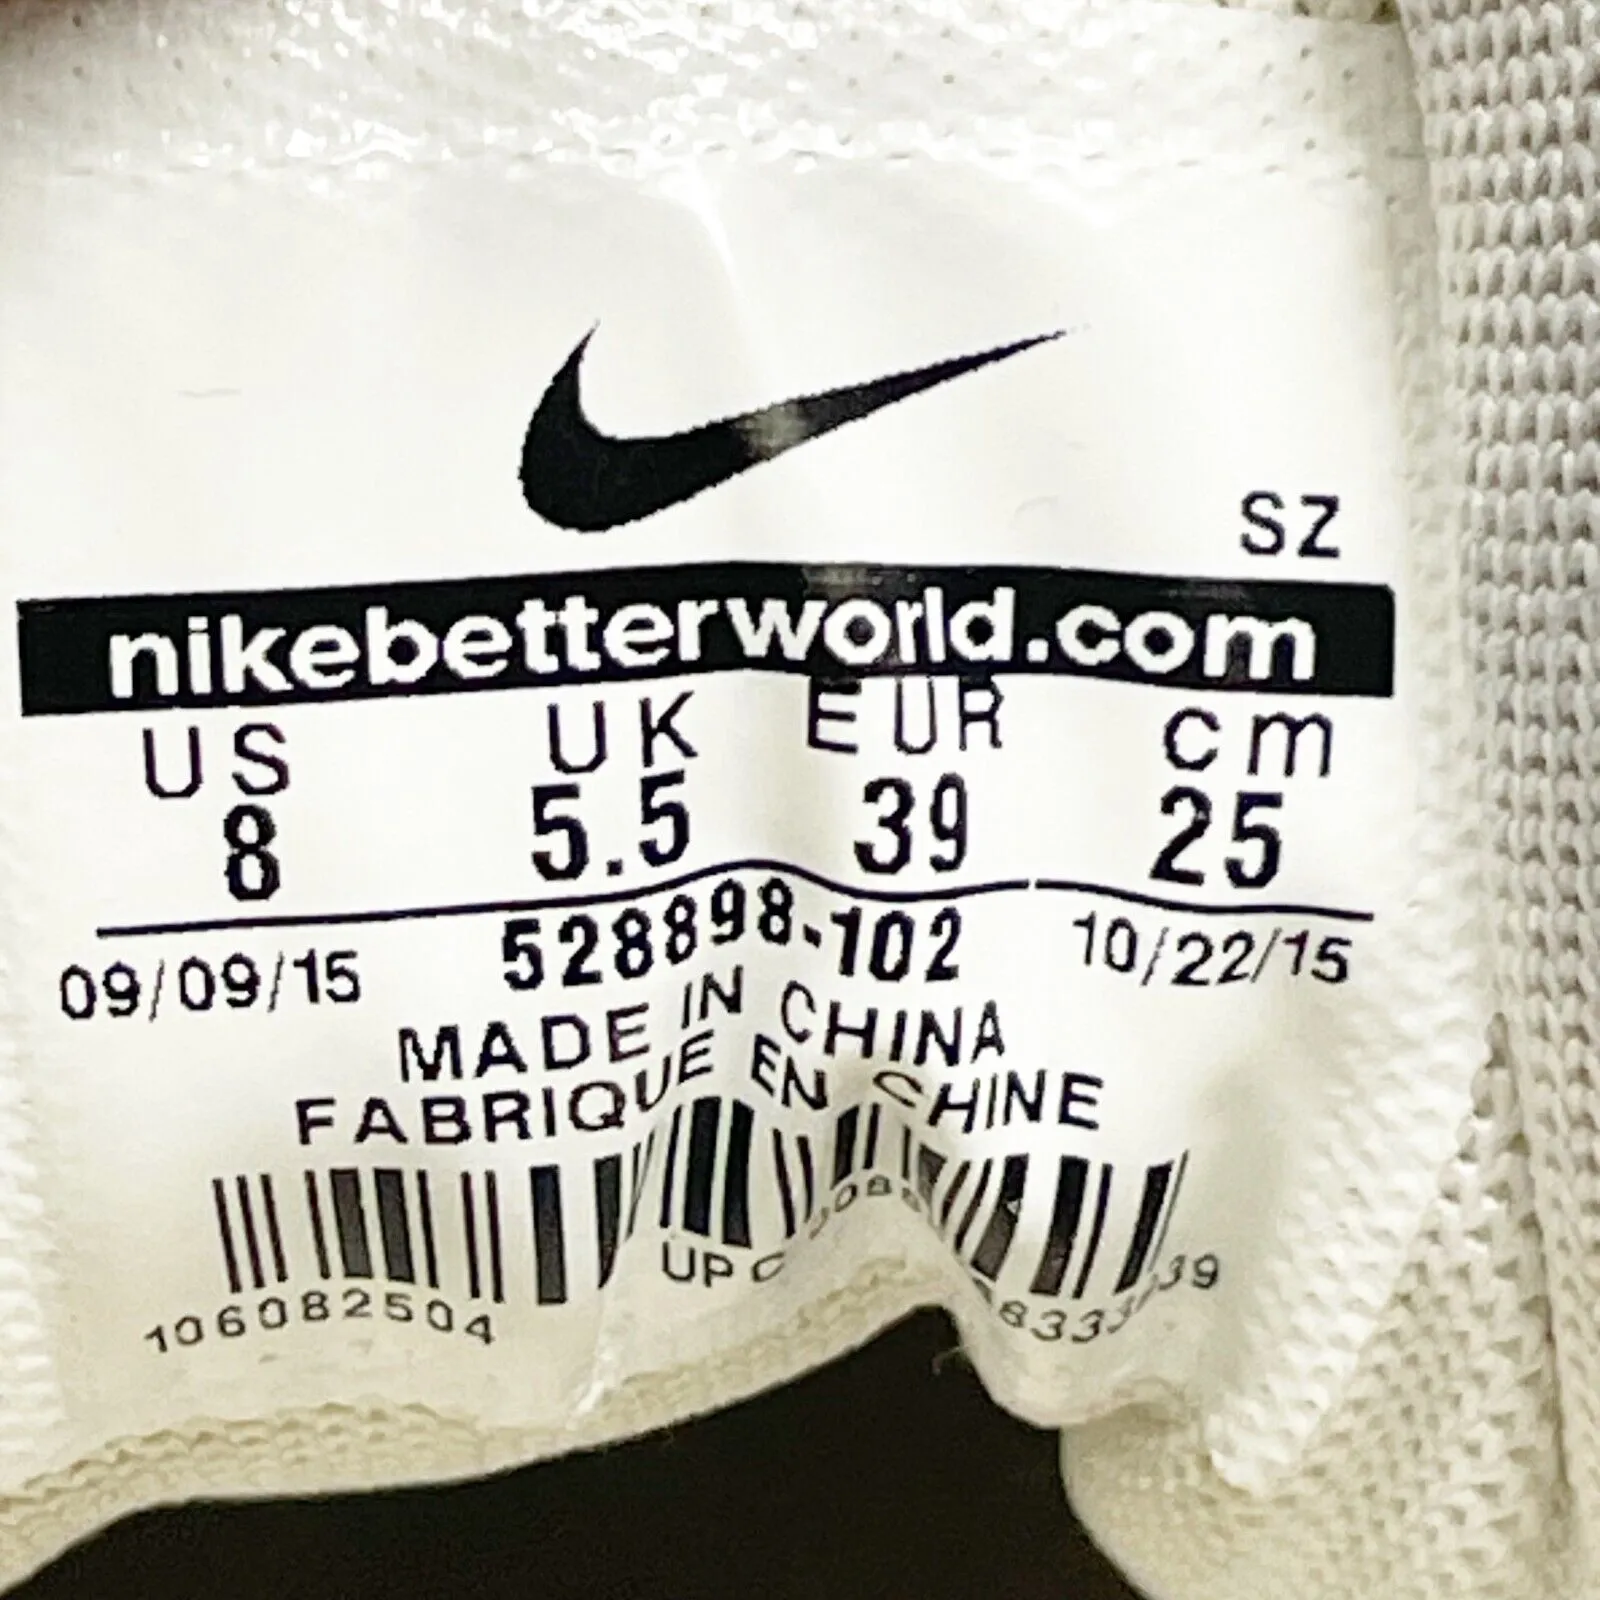 SZ
nikebetterworld.com
US UK EUR cm
8 5.5 39 25
09/09/15 528898-102 10/22/15
MADE IN CHINA
FABRIQUE EN CHINE
106082504 UPC